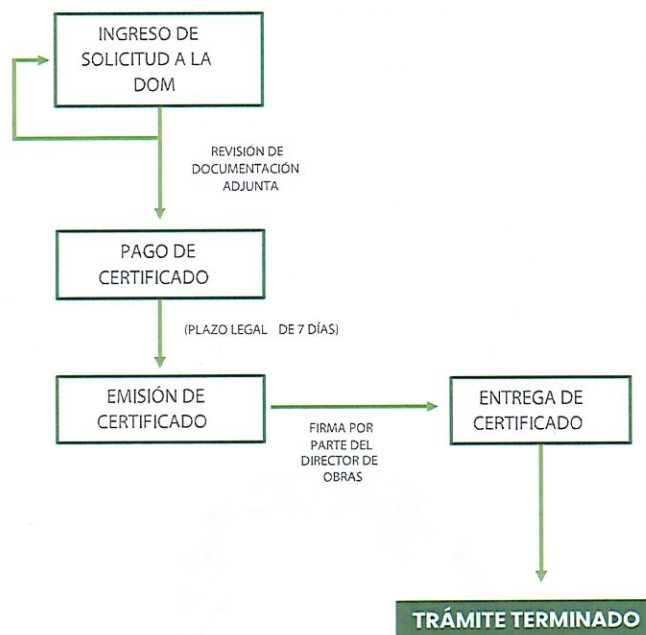 INGRESO DE
SOLICITUD A LA
DOM
REVISIÓN DE
DOCUMENTACIÓN
ADJUNTA
PAGO DE
CERTIFICADO
(PLAZO LEGAL DE 7 DÍAS)
EMISIÓN DE
CERTIFICADO
FIRMA POR
PARTE DEL
DIRECTOR DE
OBRAS
ENTREGA DE
CERTIFICADO
TRÁMITE TERMINADO